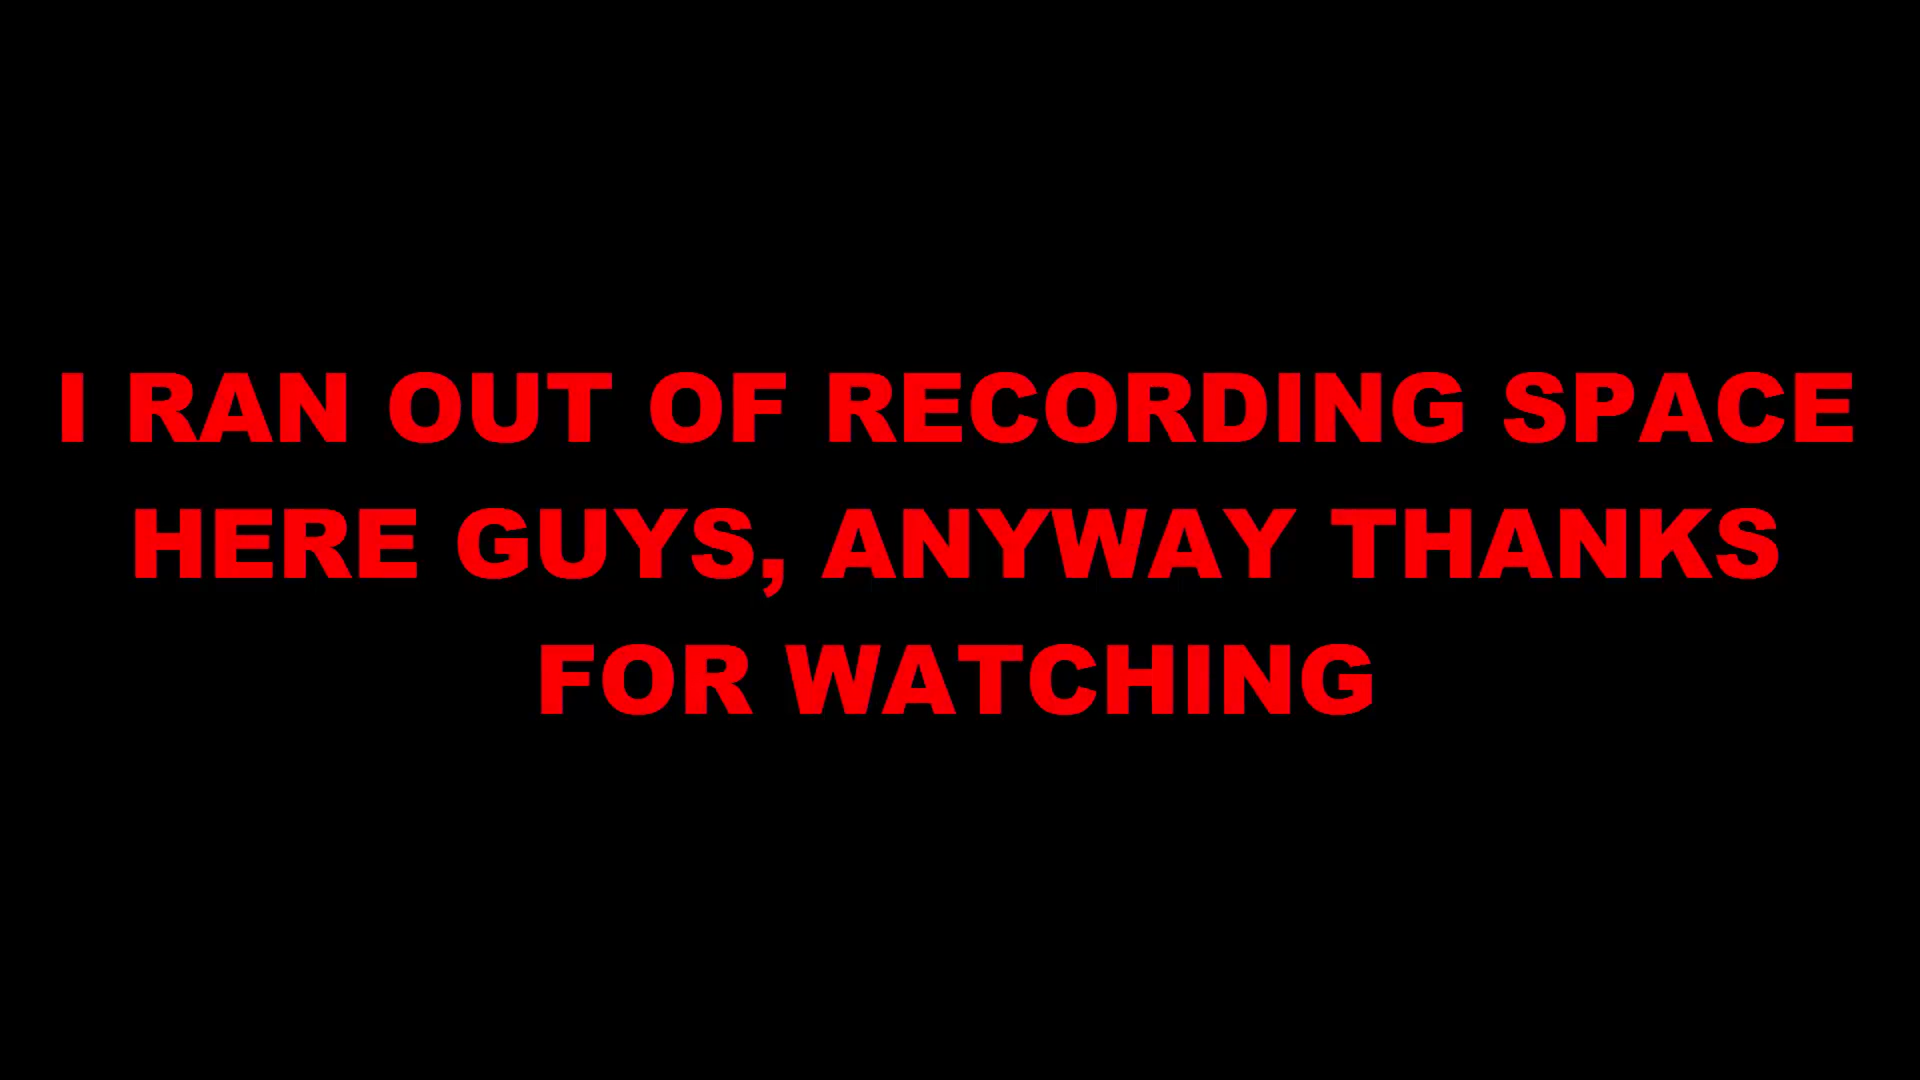 I RAN OUT OF RECORDING SPACE
HERE GUYS, ANYWAY THANKS
FOR WATCHING